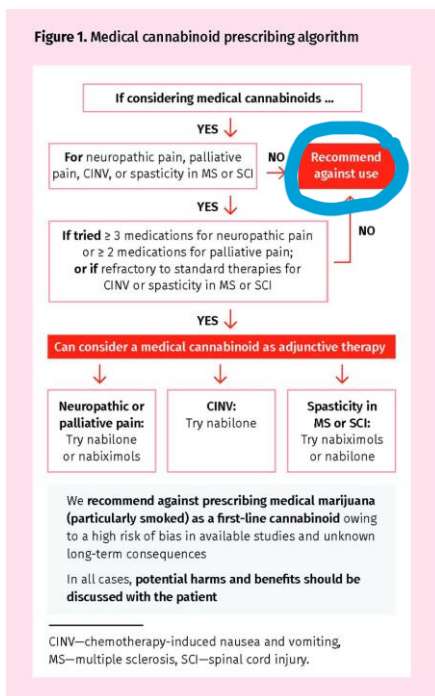 Figure 1. Medical cannabinoid prescribing algorithm
If considering medical cannabinoids ...
YES
For neuropathic pain, palliative
pain, CINV, or spasticity in MS or SCI
NO
Recommend
against use
YES
NO
If tried ≥ 3 medications for neuropathic pain
or ≥ 2 medications for palliative pain;
or if refractory to standard therapies for
CINV or spasticity in MS or SCI
YES
Can consider a medical cannabinoid as adjunctive therapy
Neuropathic or
palliative pain:
Try nabilone
or nabiximols
CINV:
Try nabilone
Spasticity in
MS or SCI:
Try nabiximols
or nabilone
We recommend against prescribing medical marijuana
(particularly smoked) as a first-line cannabinoid owing
to a high risk of bias in available studies and unknown
long-term consequences
In all cases, potential harms and benefits should be
discussed with the patient
CINV—chemotherapy-induced nausea and vomiting,
MS—multiple sclerosis, SCI—spinal cord injury.